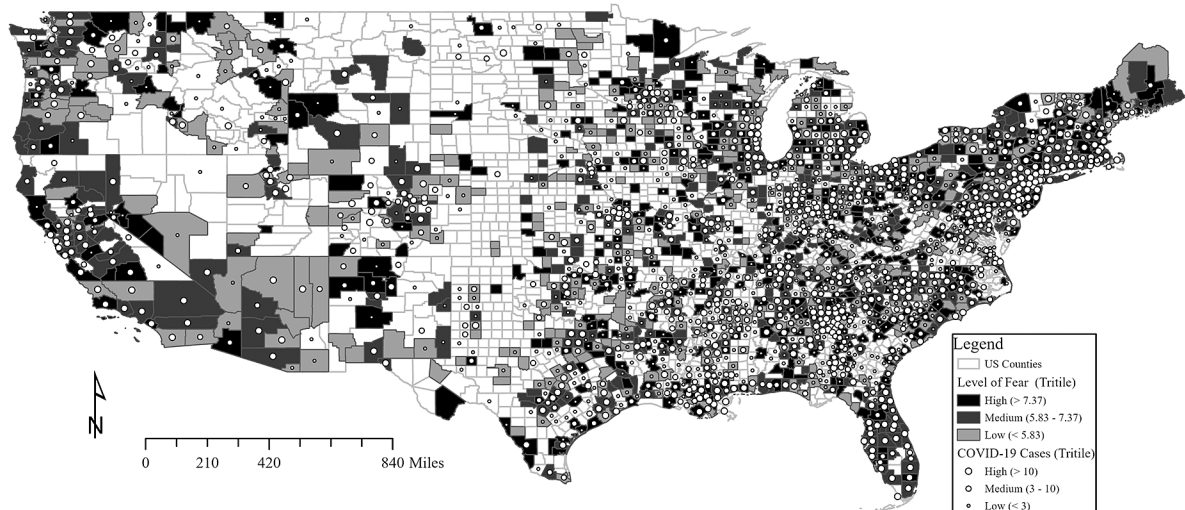 Legend
US Counties
Level of Fear (Tritile)
High (> 7.37)
Medium (5.83 - 7.37)
Low (< 5.83)
COVID-19 Cases (Tritile)
High (> 10)
Medium (3 - 10)
Low (< 3)
N
0 210 420 840 Miles